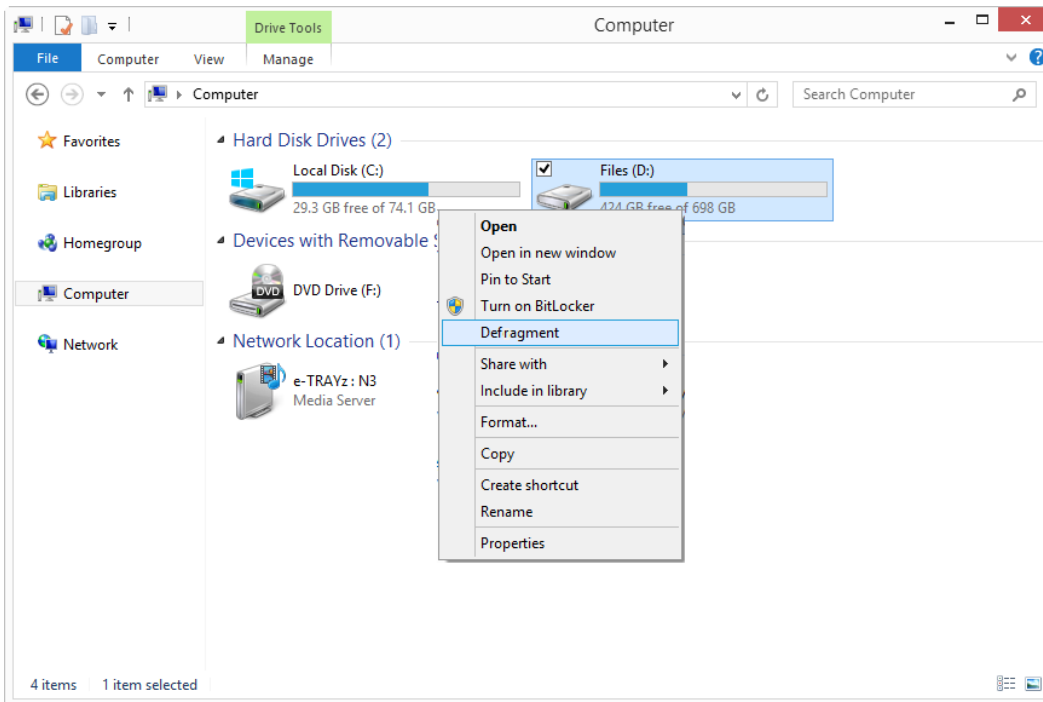 Drive Tools
Computer
File
Computer
View
Manage
Computer
Search Computer
Favorites
Libraries
Homegroup
Computer
Network
Hard Disk Drives (2)
Local Disk (C:)
29.3 GB free of 74.1 GB
Files (D:)
424 GB free of 698 GB
Devices with Removable
DVD
DVD Drive (F:)
Network Location (1)
e-TRAYz : N3
Media Server
Open
Open in new window
Pin to Start
Turn on BitLocker
Defragment
Share with
Include in library
Format...
Copy
Create shortcut
Rename
Properties
4 items
1 item selected